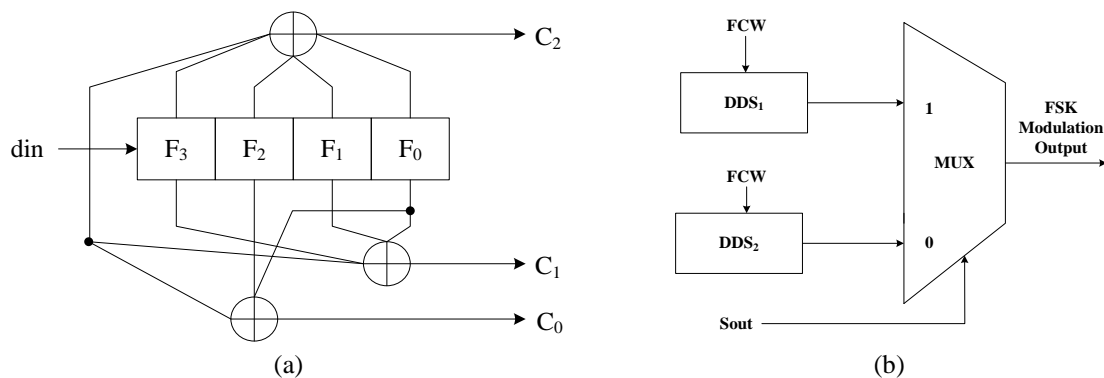 C₂
din
F₃ F₂ F₁ F₀
C₁
C₀
(a)
FCW
DDS₁
1
FSK
Modulation
Output
MUX
FCW
DDS₂
0
Sout
(b)